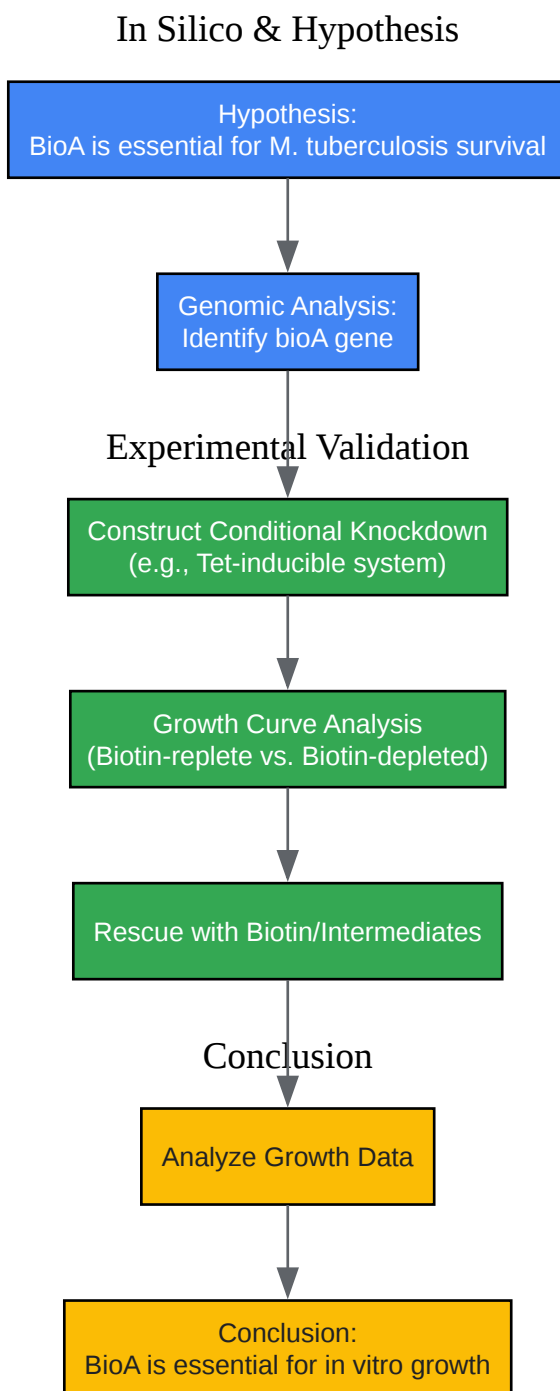 In Silico & Hypothesis
Hypothesis:
BioA is essential for M. tuberculosis survival
Genomic Analysis:
Identify bioA gene
Experimental Validation
Construct Conditional Knockdown
(e.g., Tet-inducible system)
Growth Curve Analysis
(Biotin-replete vs. Biotin-depleted)
Rescue with Biotin/Intermediates
Conclusion
Analyze Growth Data
Conclusion:
BioA is essential for in vitro growth